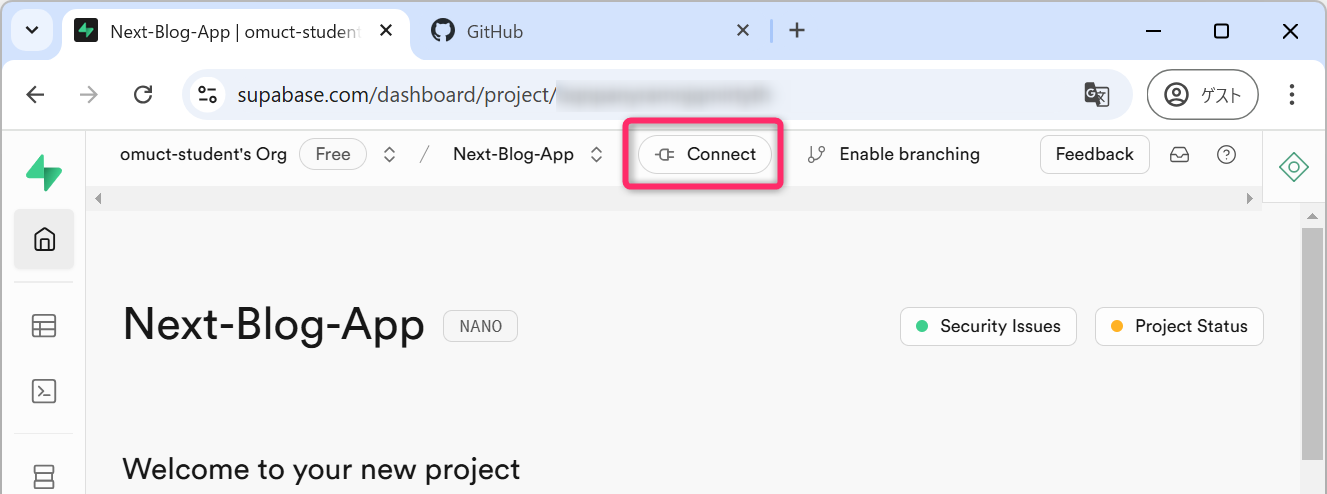 Next-Blog-App | omuct-student
GitHub
supabase.com/dashboard/project/
ゲスト
omuct-student's Org Free / Next-Blog-App Connect Enable branching Feedback
Next-Blog-App NANO Security Issues Project Status
Welcome to your new project